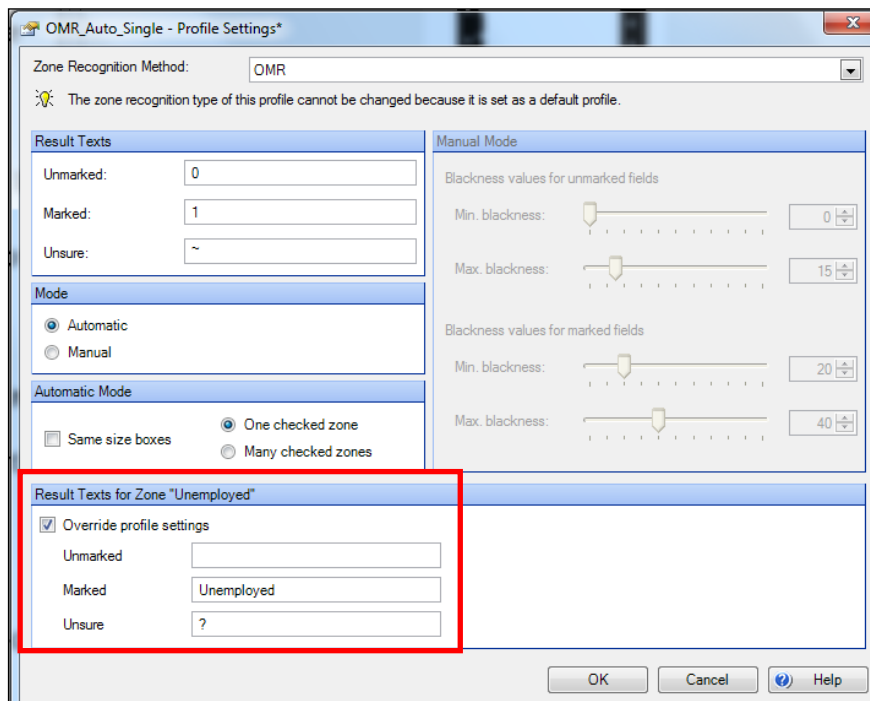 OMR_Auto_Single - Profile Settings*
Zone Recognition Method: OMR
The zone recognition type of this profile cannot be changed because it is set as a default profile.
Result Texts
Unmarked: 0
Marked: 1
Unsure: ~
Mode
Automatic
Manual
Automatic Mode
Same size boxes
One checked zone
Many checked zones
Manual Mode
Blackness values for unmarked fields
Min. blackness: 0
Max. blackness: 15
Blackness values for marked fields
Min. blackness: 20
Max. blackness: 40
Result Texts for Zone "Unemployed"
Override profile settings
Unmarked
Marked Unemployed
Unsure ?
OK Cancel Help